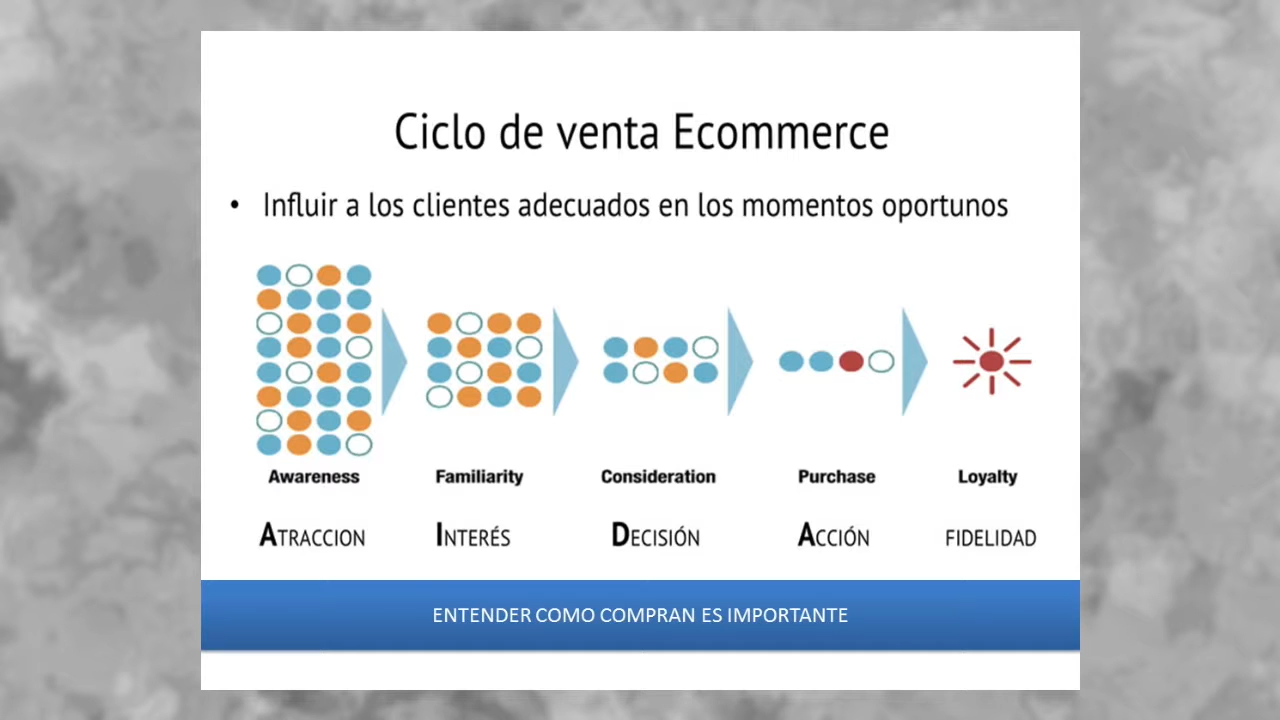 Ciclo de venta Ecommerce
• Influir a los clientes adecuados en los momentos oportunos
Awareness Familiarity Consideration Purchase Loyalty
ATRACCION INTERÉS DECISIÓN ACCIÓN FIDELIDAD
ENTENDER COMO COMPRAN ES IMPORTANTE